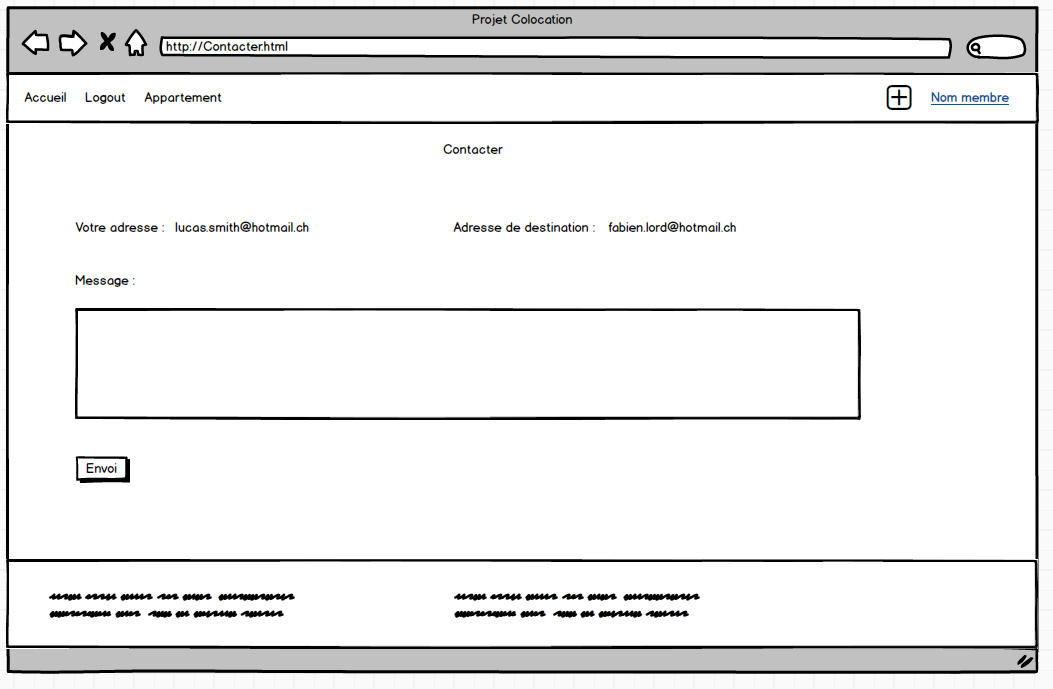 Projet Colocation
http://Contacter.html
Accueil Logout Appartement Nom membre
Contacter
Votre adresse : lucas.smith@hotmail.ch Adresse de destination : fabien.lord@hotmail.ch
Message :
Envoi